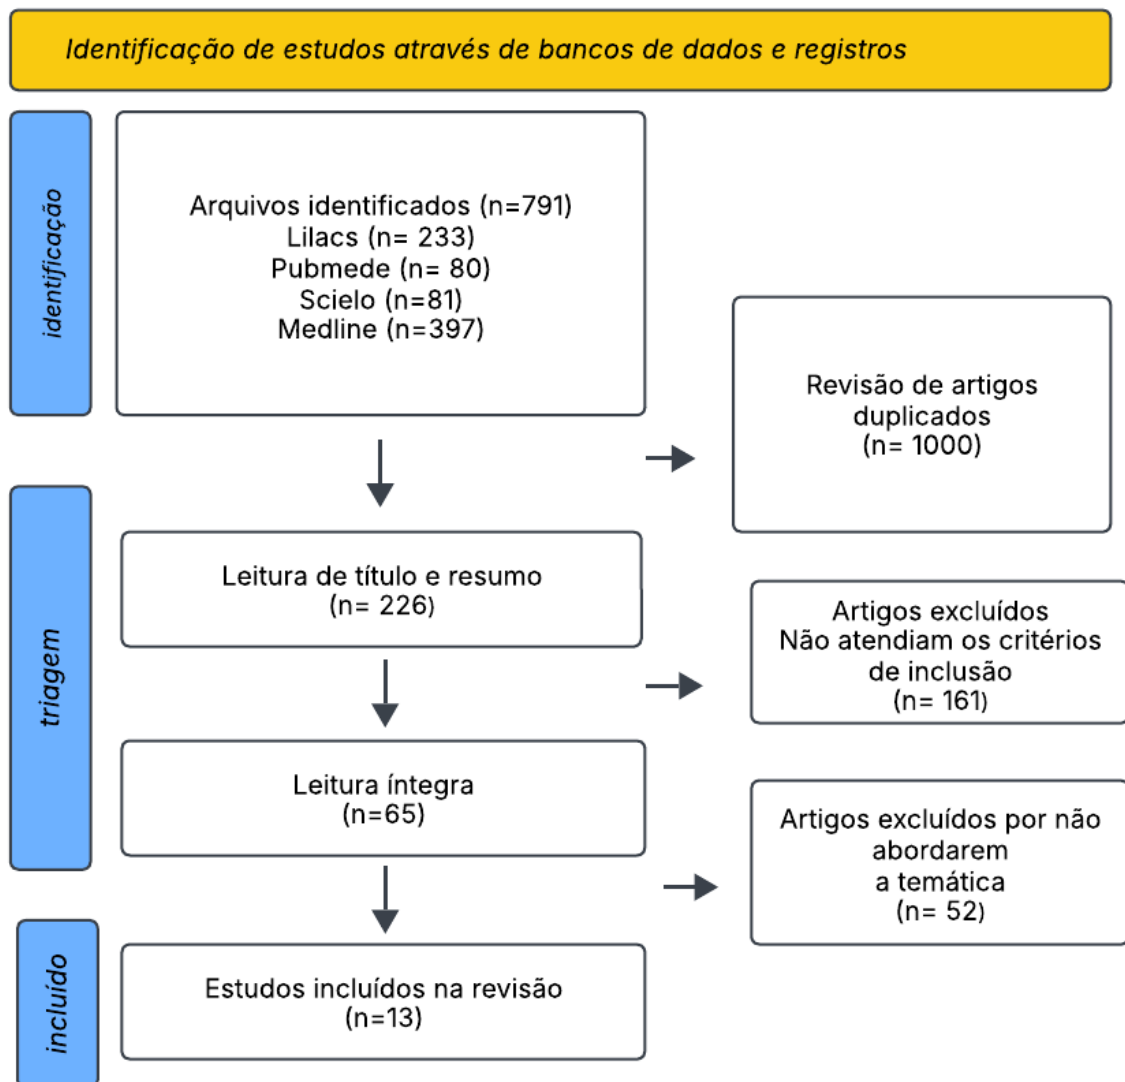 Identificação de estudos através de bancos de dados e registros
identificação
Arquivos identificados (n=791)
Lilacs (n= 233)
Pubmede (n= 80)
Scielo (n=81)
Medline (n=397)
Revisão de artigos
duplicados
(n= 1000)
triagem
Leitura de título e resumo
(n= 226)
Artigos excluídos
Não atendiam os critérios
de inclusão
(n= 161)
Leitura íntegra
(n=65)
Artigos excluídos por não
abordarem
a temática
(n= 52)
incluído
Estudos incluídos na revisão
(n=13)